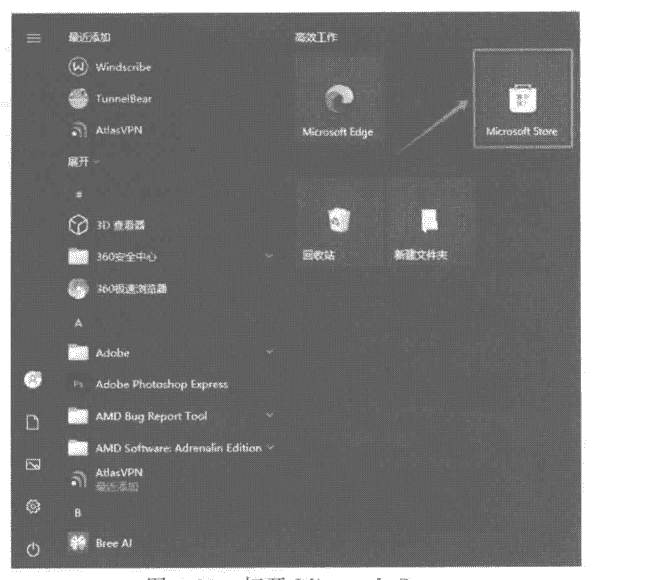 最近添加
高效工作
Windscribe
TunnelBear
AtlasVPN
Microsoft Edge
Microsoft Store
展开
#
3D 查看器
360安全中心
回收站
新建文件夹
360极速浏览器
A
Adobe
Ps
Adobe Photoshop Express
AMD Bug Report Tool
AMD Software: Adrenalin Edition
AtlasVPN
最近添加
B
Bree AI